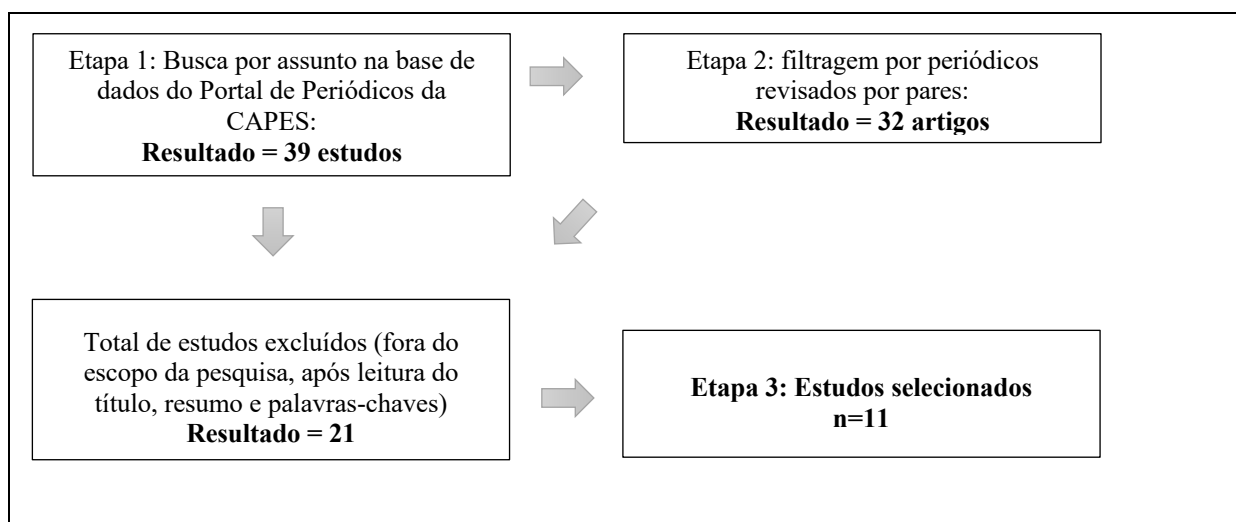 Etapa 1: Busca por assunto na base de
dados do Portal de Periódicos da
CAPES:
Resultado = 39 estudos
Etapa 2: filtragem por periódicos
revisados por pares:
Resultado = 32 artigos
Total de estudos excluídos (fora do
escopo da pesquisa, após leitura do
título, resumo e palavras-chaves)
Resultado = 21
Etapa 3: Estudos selecionados
n=11